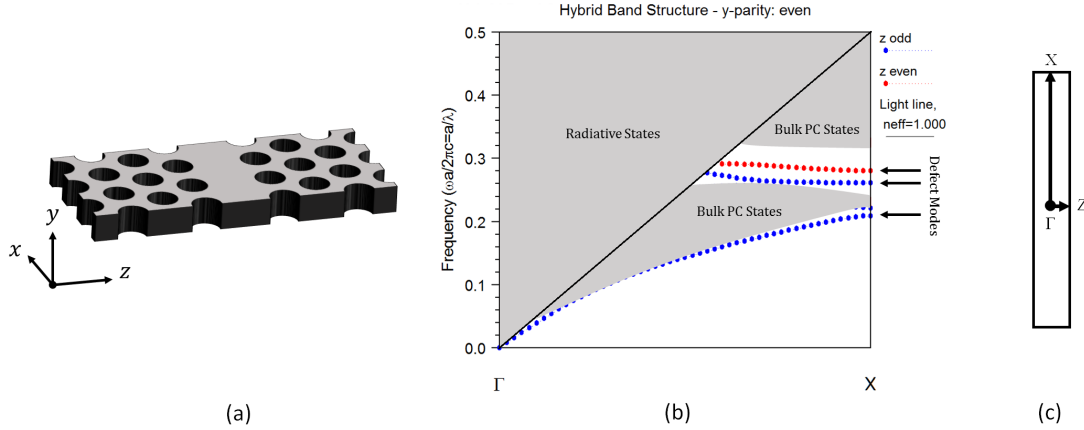 Hybrid Band Structure - y-parity: even
y
x
z
Frequency (ωa/2πc=a/λ)
0.5
0.4
0.3
0.2
0.1
0.0
Radiative States
Bulk PC States
Bulk PC States
Γ
X
z odd
z even
Light line,
neff=1.000
Defect Modes
X
Γ
Z
(a)
(b)
(c)